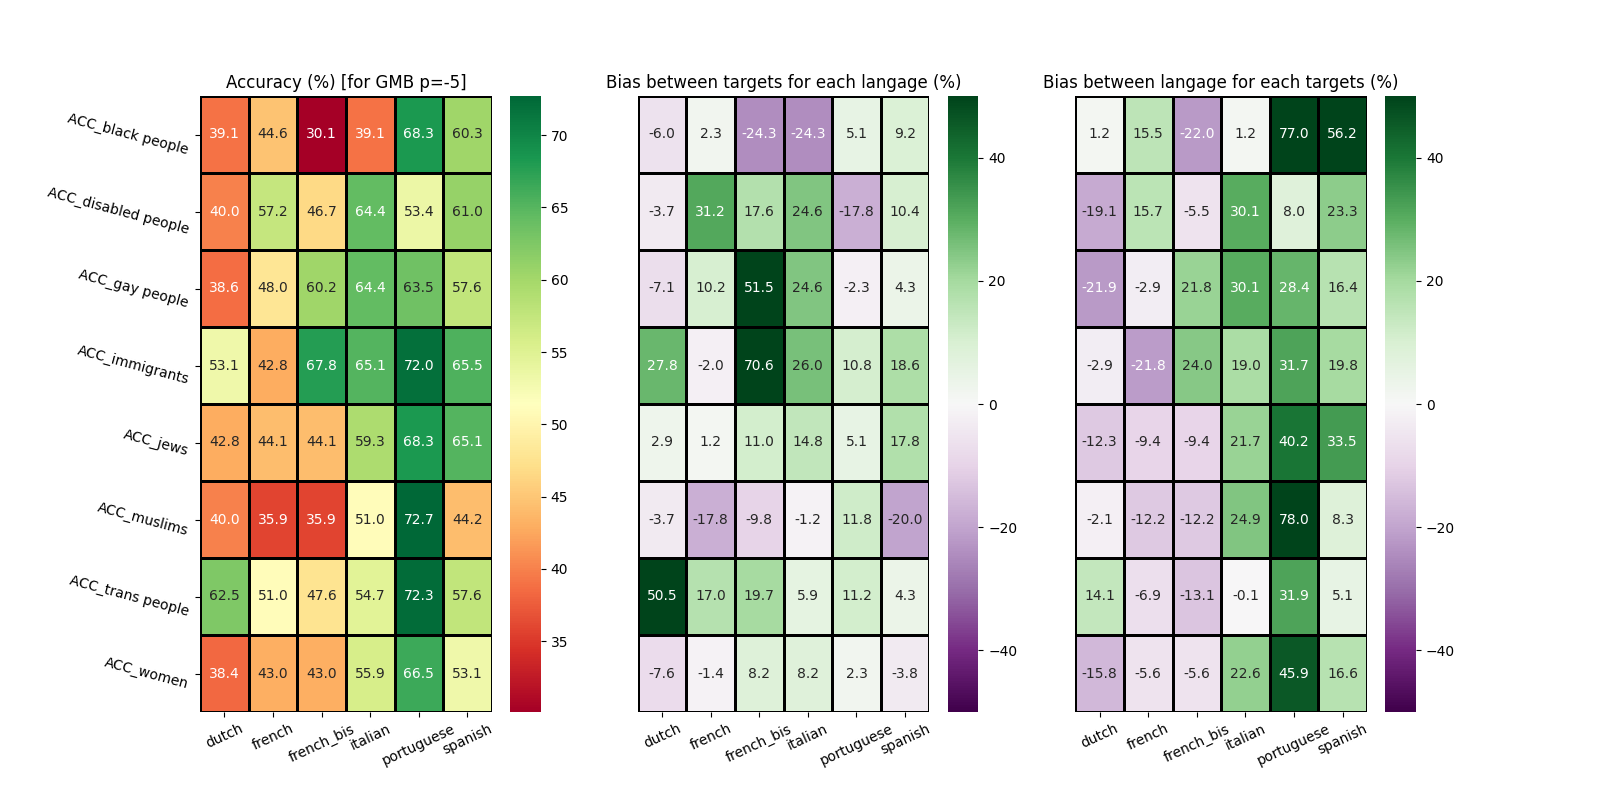 Accuracy (%) [for GMB p=-5]
Bias between targets for each langage (%)
Bias between langage for each targets (%)
ACC_black people 39.1 44.6 30.1 39.1 68.3 60.3 -6.0 2.3 -24.3 -24.3 5.1 9.2 1.2 15.5 -22.0 1.2 77.0 56.2
ACC_disabled people 40.0 57.2 46.7 64.4 53.4 61.0 -3.7 31.2 17.6 24.6 -17.8 10.4 -19.1 15.7 -5.5 30.1 8.0 23.3
ACC_gay people 38.6 48.0 60.2 64.4 63.5 57.6 -7.1 10.2 51.5 24.6 -2.3 4.3 -21.9 -2.9 21.8 30.1 28.4 16.4
ACC_immigrants 53.1 42.8 67.8 65.1 72.0 65.5 27.8 -2.0 70.6 26.0 10.8 18.6 -2.9 -21.8 24.0 19.0 31.7 19.8
ACC_jews 42.8 44.1 44.1 59.3 68.3 65.1 2.9 1.2 11.0 14.8 5.1 17.8 -12.3 -9.4 -9.4 21.7 40.2 33.5
ACC_muslims 40.0 35.9 35.9 51.0 72.7 44.2 -3.7 -17.8 -9.8 -1.2 11.8 -20.0 -2.1 -12.2 -12.2 24.9 78.0 8.3
ACC_trans people 62.5 51.0 47.6 54.7 72.3 57.6 50.5 17.0 19.7 5.9 11.2 4.3 14.1 -6.9 -13.1 -0.1 31.9 5.1
ACC_women 38.4 43.0 43.0 55.9 66.5 53.1 -7.6 -1.4 8.2 8.2 2.3 -3.8 -15.8 -5.6 -5.6 22.6 45.9 16.6
dutch french french_bis italian portuguese spanish
dutch french french_bis italian portuguese spanish
dutch french french_bis italian portuguese spanish
70
65
60
55
50
45
40
35
40
20
0
−20
−40
40
20
0
−20
−40